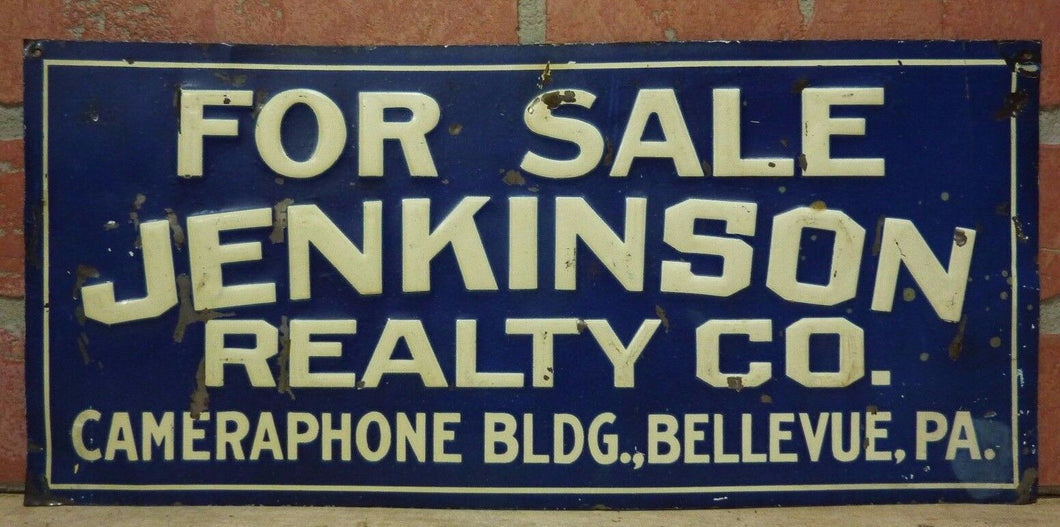 FOR SALE
JENKINSON
REALTY CO.
CAMERAPHONE BLDG., BELLEVUE, PA.